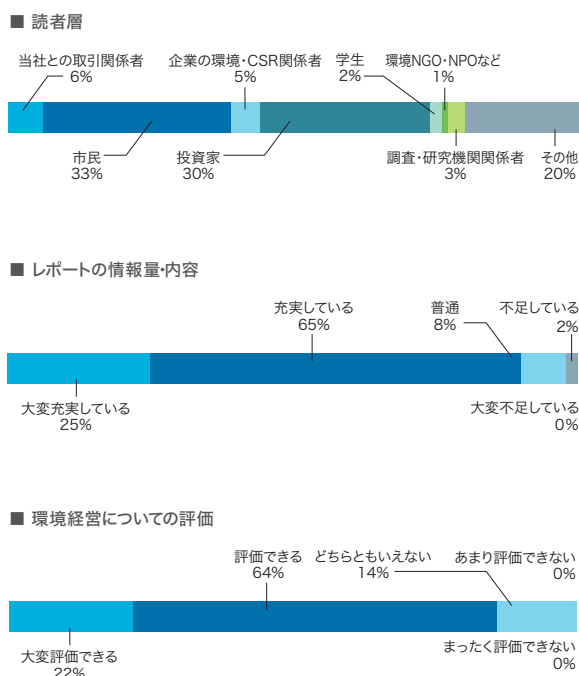 ■ 読者層
当社との取引関係者
6%
企業の環境・CSR関係者
5%
学生
2%
環境NGO・NPOなど
1%
市民
33%
投資家
30%
調査・研究機関関係者
3%
その他
20%
■ レポートの情報量・内容
充実している
65%
普通
8%
不足している
2%
大変充実している
25%
大変不足している
0%
■ 環境経営についての評価
評価できる
64%
どちらともいえない
14%
あまり評価できない
0%
大変評価できる
22%
まったく評価できない
0%